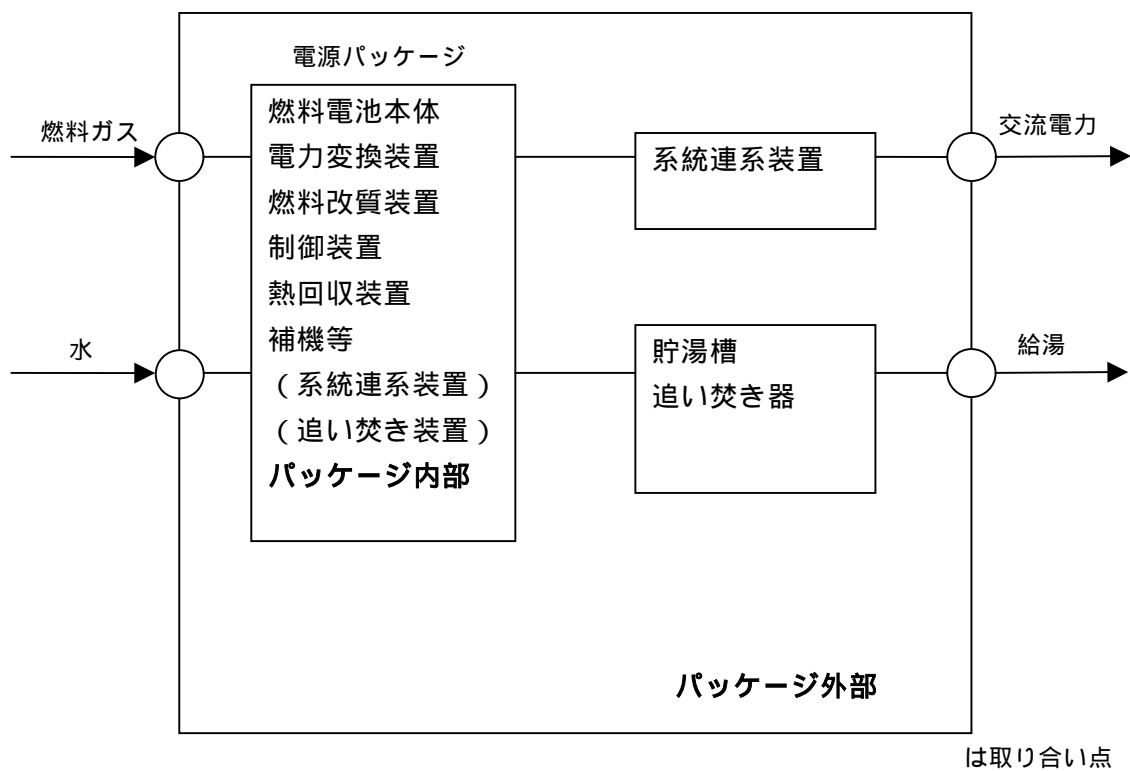 電源パッケージ
燃料ガス
水
燃料電池本体
電力変換装置
燃料改質装置
制御装置
熱回収装置
補機等
(系統連系装置)
(追い焚き装置)
パッケージ内部
系統連系装置
貯湯槽
追い焚き器
交流電力
給湯
パッケージ外部
は取り合い点